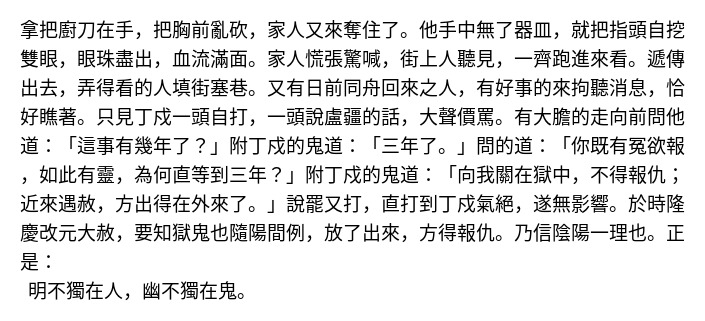 拿把廚刀在手，把胸前亂砍，家人又來奪住了。他手中無了器皿，就把指頭自挖
雙眼，眼珠盡出，血流滿面。家人慌張驚喊，街上人聽見，一齊跑進來看。遞傳
出去，弄得看的人填街塞巷。又有日前同舟回來之人，有好事的來拘聽消息，恰
好瞧著。只見丁戍一頭自打，一頭說盧疆的話，大聲價罵。有大膽的走向前問他
道：「這事有幾年了？」附丁戍的鬼道：「三年了。」問的道：「你既有冤欲報
，如此有靈，為何直等到三年？」附丁戍的鬼道：「向我關在獄中，不得報仇；
近來遇赦，方出得在外來了。」說罷又打，直打到丁戍氣絕，遂無影響。於時隆
慶改元大赦，要知獄鬼也隨陽間例，放了出來，方得報仇。乃信陰陽一理也。正
是：
明不獨在人，幽不獨在鬼。